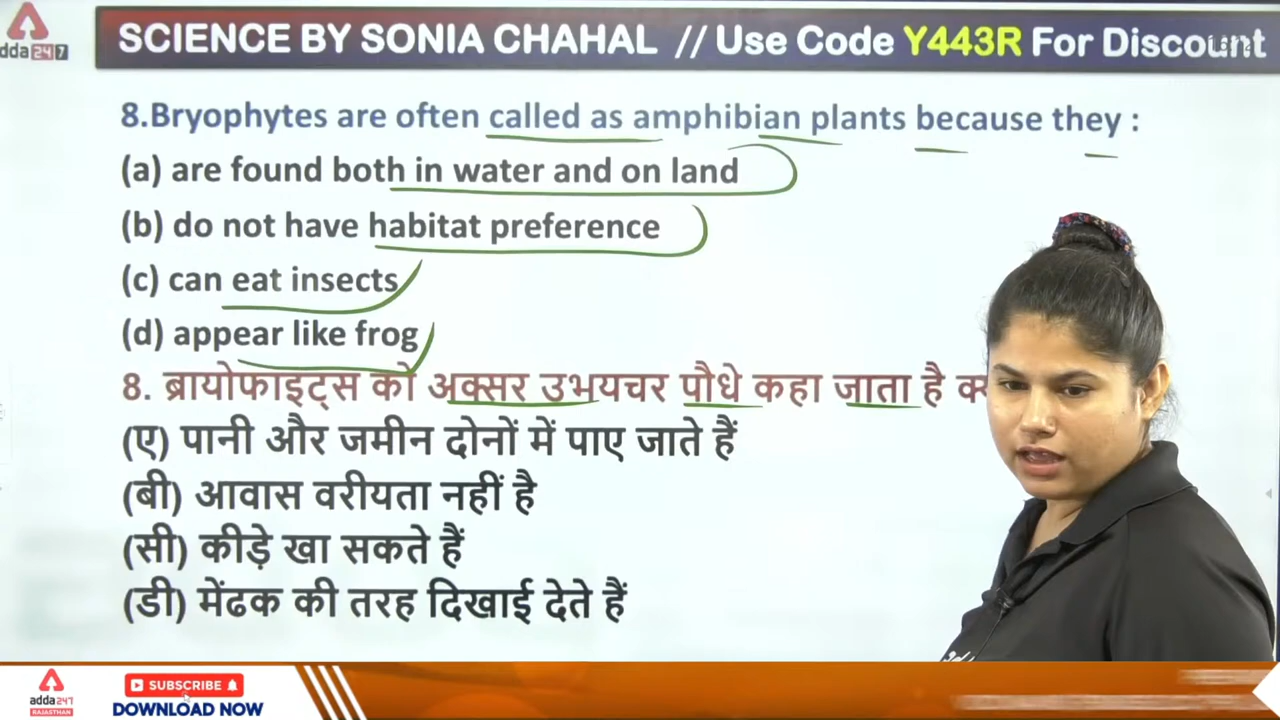 adda247
SCIENCE BY SONIA CHAHAL // Use Code Y443R For Discount
8.Bryophytes are often called as amphibian plants because they :
(a) are found both in water and on land
(b) do not have habitat preference
(c) can eat insects
(d) appear like frog
8. ब्रायोफाइट्स को अक्सर उभयचर पौधे कहा जाता है
(ए) पानी और जमीन दोनों में पाए जाते हैं
(बी) आवास वरीयता नहीं है
(सी) कीड़े खा सकते हैं
(डी) मेंढक की तरह दिखाई देते हैं
adda247
RAJASTHAN
SUBSCRIBE
DOWNLOAD NOW